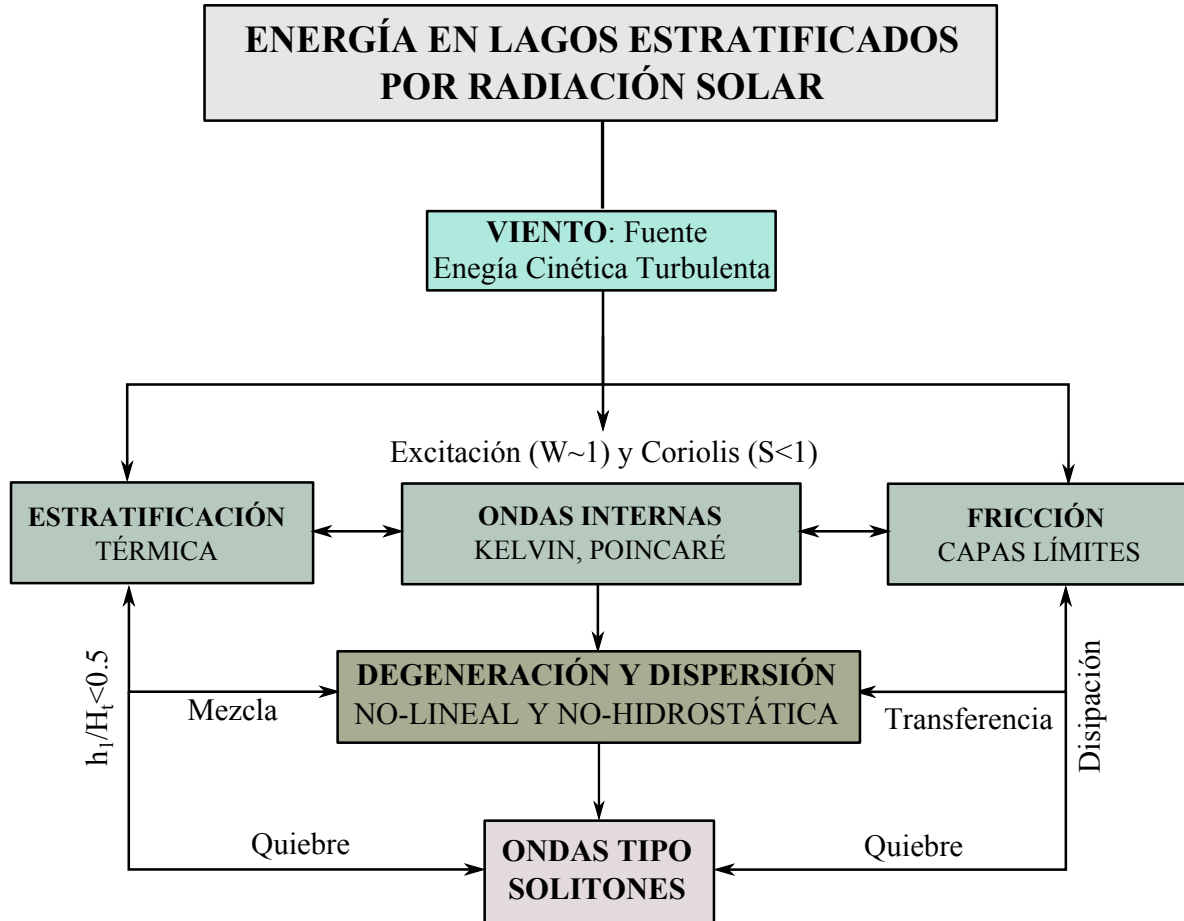 ENERGÍA EN LAGOS ESTRATIFICADOS
POR RADIACIÓN SOLAR
VIENTO: Fuente
Enegía Cinética Turbulenta
Excitación (W~1) y Coriolis (S<1)
ESTRATIFICACIÓN
TÉRMICA
ONDAS INTERNAS
KELVIN, POINCARÉ
FRICCIÓN
CAPAS LÍMITES
h₁/Hₜ<0.5
Mezcla
DEGENERACIÓN Y DISPERSIÓN
NO-LINEAL Y NO-HIDROSTÁTICA
Transferencia
Disipación
Quiebre
ONDAS TIPO
SOLITONES
Quiebre